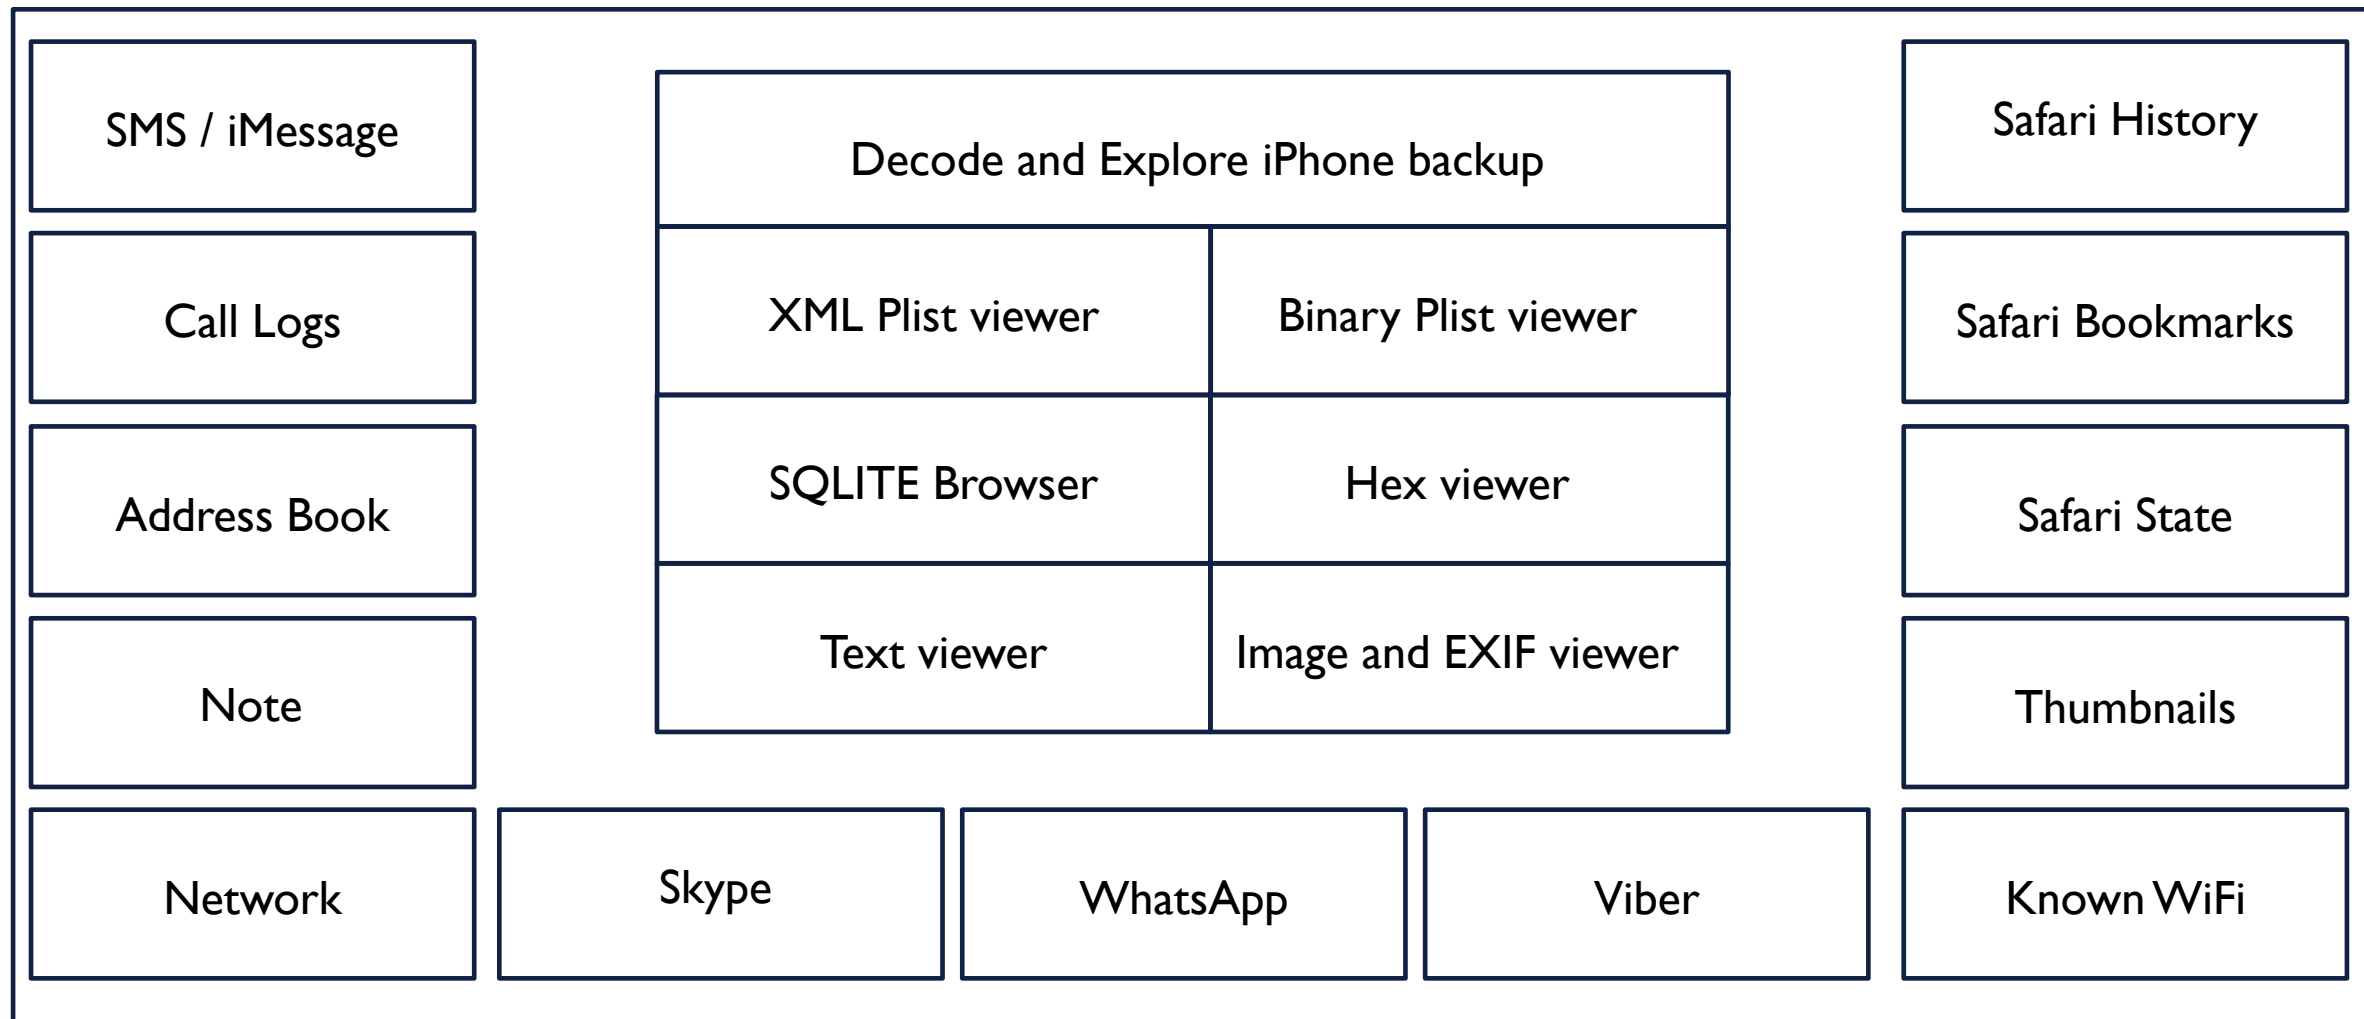 SMS / iMessage
Call Logs
Address Book
Note
Network
Decode and Explore iPhone backup
XML Plist viewer
Binary Plist viewer
SQLITE Browser
Hex viewer
Text viewer
Image and EXIF viewer
Skype
WhatsApp
Viber
Safari History
Safari Bookmarks
Safari State
Thumbnails
Known WiFi